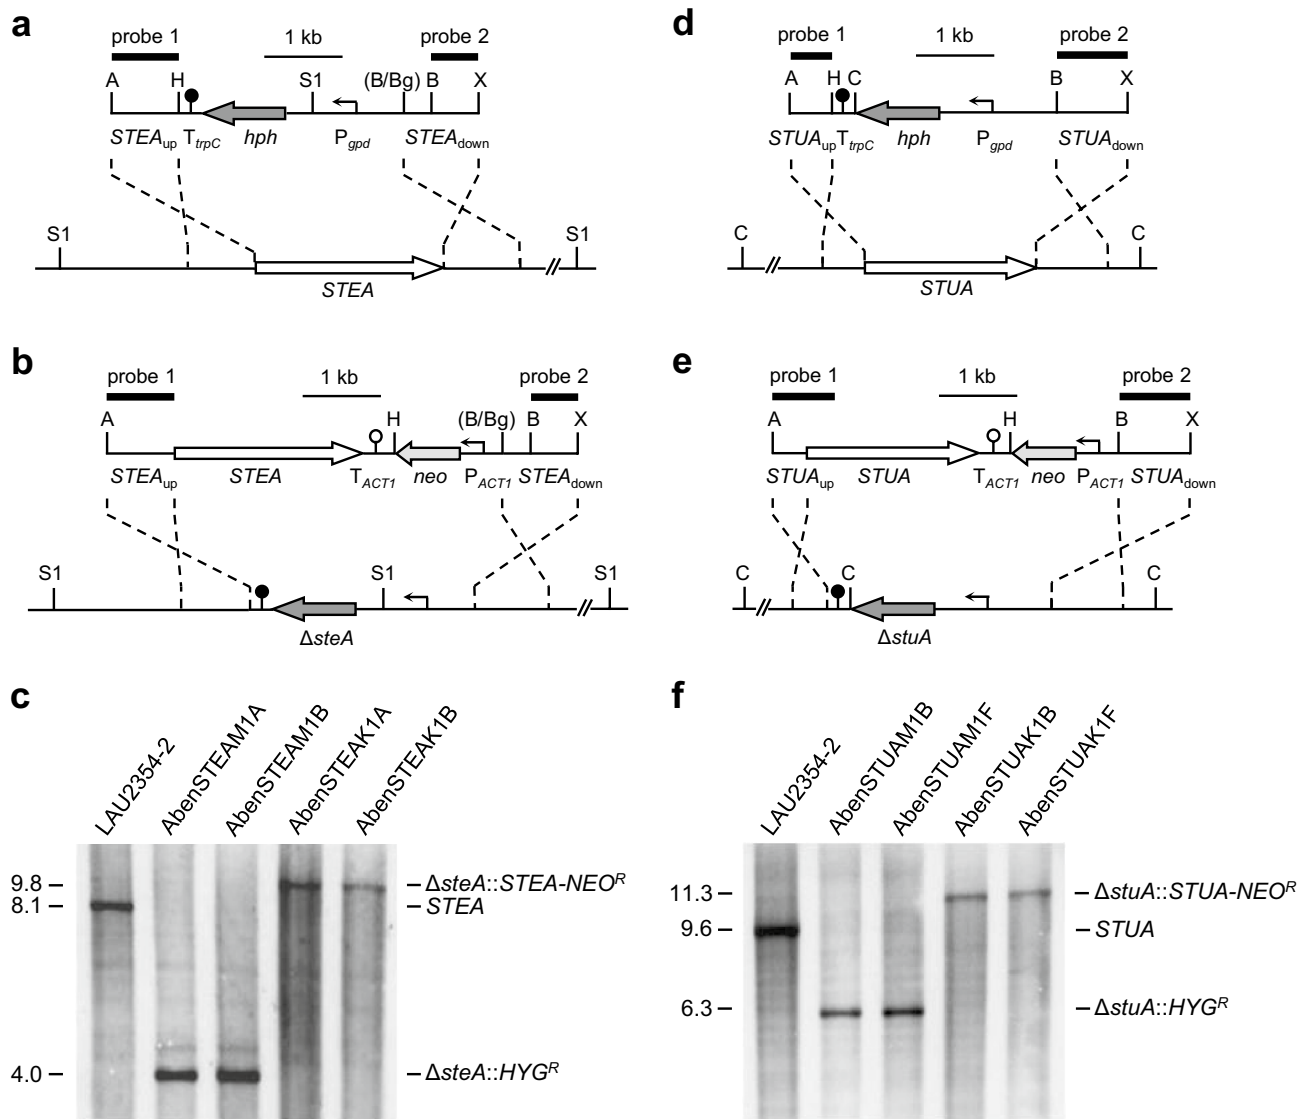 a
probe 1
1 kb
probe 2
A
H
S1
(B/Bg)
B
X
STEAup
TtrpC
hph
Pgpd
STEAdown
S1
S1
STEA
b
probe 1
1 kb
probe 2
A
H
(B/Bg)
B
X
STEAup
STEA
TACT1
neo
PACT1
STEAdown
S1
S1
S1
ΔsteA
c
LAU2354-2
AbenSTEAM1A
AbenSTEAM1B
AbenSTEAK1A
AbenSTEAK1B
9.8
8.1
4.0
ΔsteA::STEA-NEO^R
STEA
ΔsteA::HYG^R
d
probe 1
1 kb
probe 2
A
H
C
B
X
STUAup
TtrpC
hph
Pgpd
STUAdown
C
C
STUA
e
probe 1
1 kb
probe 2
A
H
B
X
STUAup
STUA
TACT1
neo
PACT1
STUAdown
C
C
C
ΔstuA
f
LAU2354-2
AbenSTUAM1B
AbenSTUAM1F
AbenSTUAK1B
AbenSTUAK1F
11.3
9.6
6.3
ΔstuA::STUA-NEO^R
STUA
ΔstuA::HYG^R